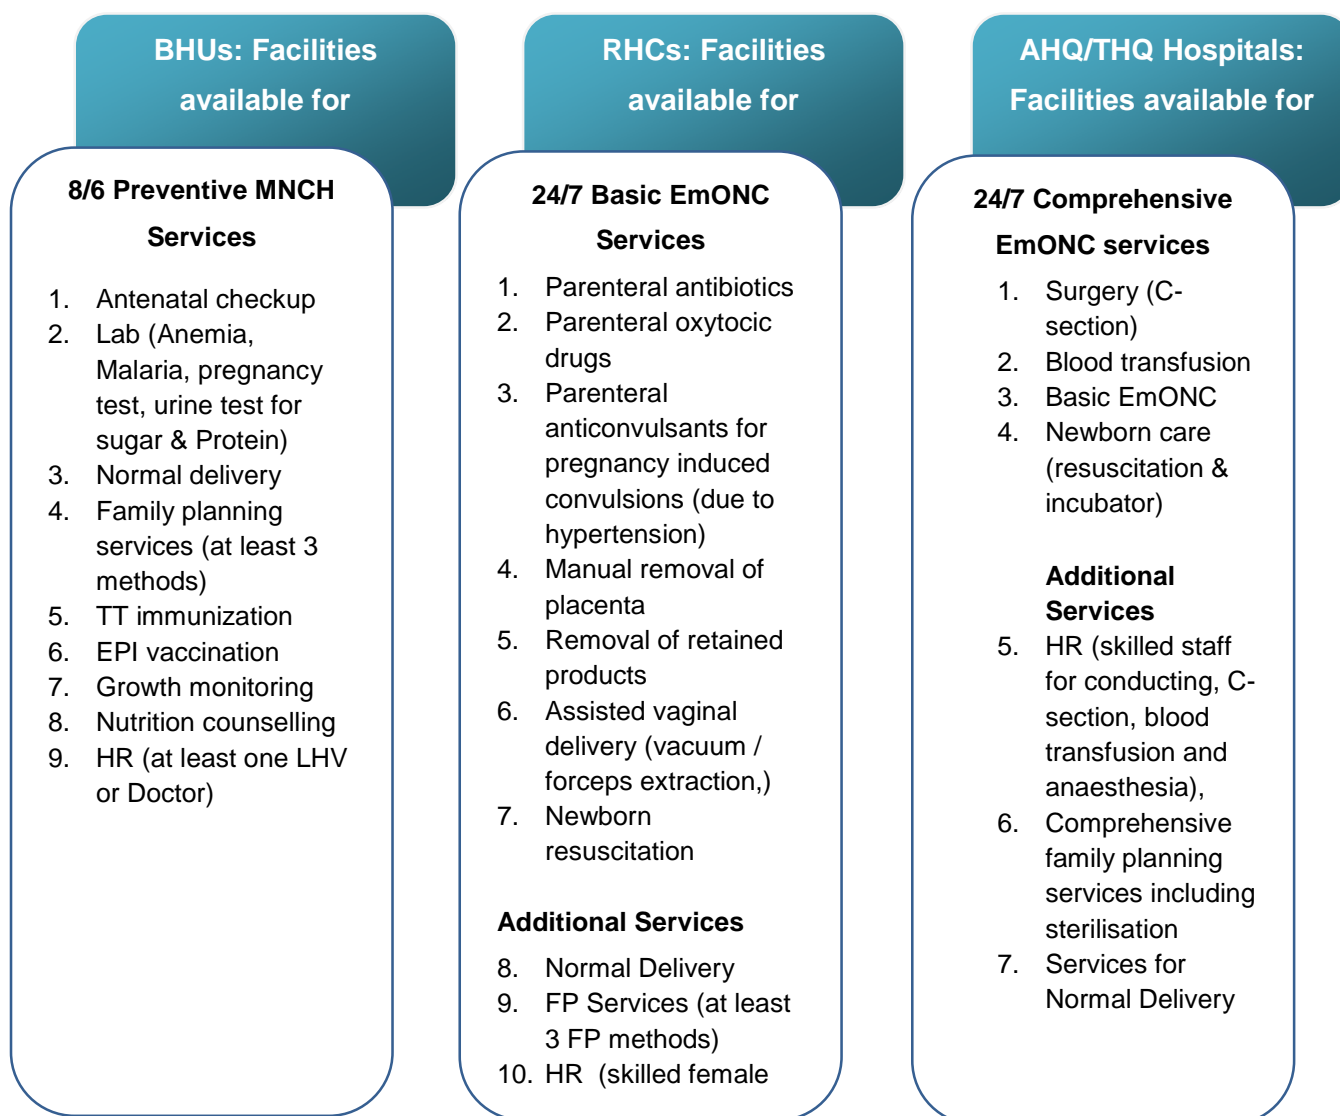 BHUs: Facilities
available for
8/6 Preventive MNCH
Services
1. Antenatal checkup
2. Lab (Anemia,
Malaria, pregnancy
test, urine test for
sugar & Protein)
3. Normal delivery
4. Family planning
services (at least 3
methods)
5. TT immunization
6. EPI vaccination
7. Growth monitoring
8. Nutrition counselling
9. HR (at least one LHV
or Doctor)
RHCs: Facilities
available for
24/7 Basic EmONC
Services
1. Parenteral antibiotics
2. Parenteral oxytocic
drugs
3. Parenteral
anticonvulsants for
pregnancy induced
convulsions (due to
hypertension)
4. Manual removal of
placenta
5. Removal of retained
products
6. Assisted vaginal
delivery (vacuum /
forceps extraction,)
7. Newborn
resuscitation
Additional Services
8. Normal Delivery
9. FP Services (at least
3 FP methods)
10. HR (skilled female
AHQ/THQ Hospitals:
Facilities available for
24/7 Comprehensive
EmONC services
1. Surgery (C-
section)
2. Blood transfusion
3. Basic EmONC
4. Newborn care
(resuscitation &
incubator)
Additional
Services
5. HR (skilled staff
for conducting, C-
section, blood
transfusion and
anaesthesia),
6. Comprehensive
family planning
services including
sterilisation
7. Services for
Normal Delivery